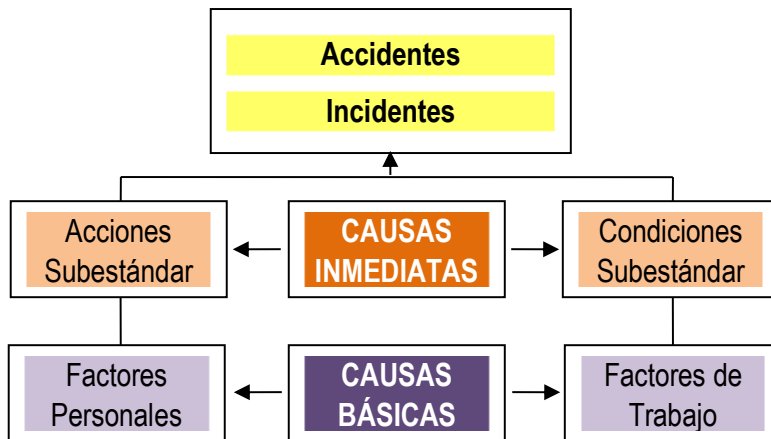 Accidentes
Incidentes
Acciones
Subestándar
CAUSAS
INMEDIATAS
Condiciones
Subestándar
Factores
Personales
CAUSAS
BÁSICAS
Factores de
Trabajo